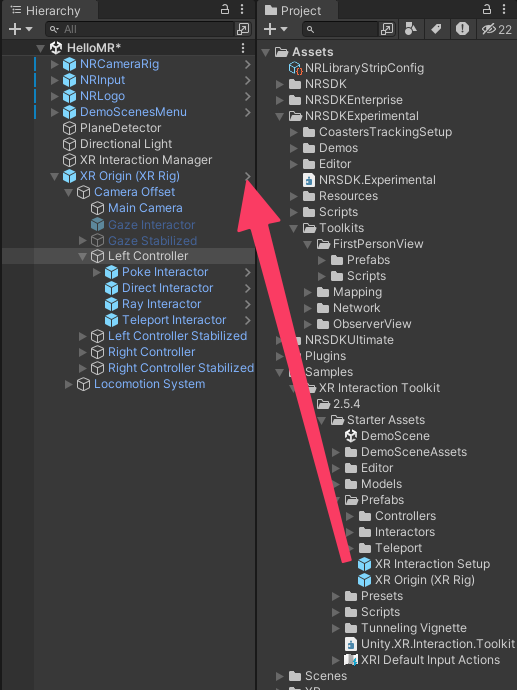 Hierarchy
All
HelloMR*
NRCameraRig
NRInput
NRLogo
DemoScenesMenu
PlaneDetector
Directional Light
XR Interaction Manager
XR Origin (XR Rig)
Camera Offset
Main Camera
Gaze Interactor
Gaze Stabilized
Left Controller
Poke Interactor
Direct Interactor
Ray Interactor
Teleport Interactor
Left Controller Stabilized
Right Controller
Right Controller Stabilized
Locomotion System
Project
22
Assets
NRLibraryStripConfig
NRSDK
NRSDKEnterprise
NRSDKExperimental
CoastersTrackingSetup
Demos
Editor
NRSDK.Experimental
Resources
Scripts
Toolkits
FirstPersonView
Prefabs
Scripts
Mapping
Network
ObserverView
NRSDKUltimate
Plugins
Samples
XR Interaction Toolkit
2.5.4
Starter Assets
DemoScene
DemoSceneAssets
Editor
Models
Prefabs
Controllers
Interactors
Teleport
XR Interaction Setup
XR Origin (XR Rig)
Presets
Scripts
Tunneling Vignette
Unity.XR.Interaction.Toolkit
XRI Default Input Actions
Scenes